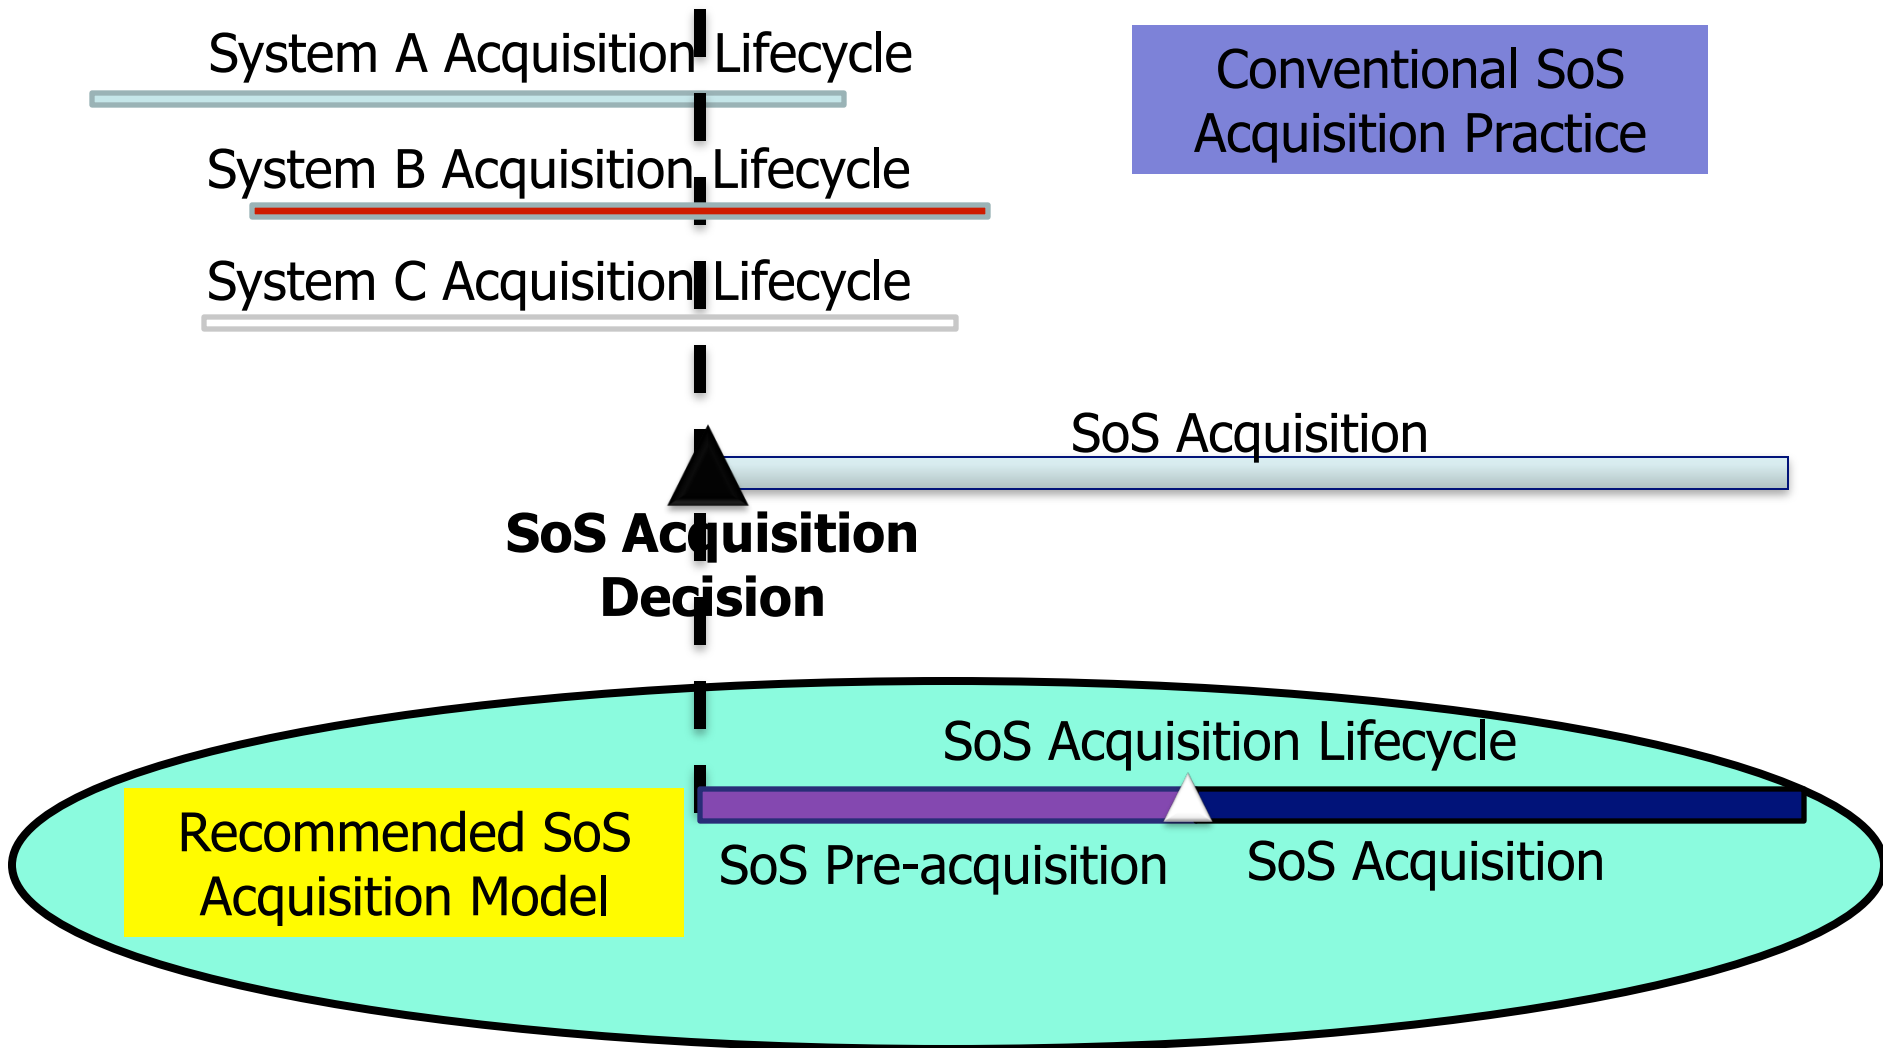 System A Acquisition Lifecycle
Conventional SoS
Acquisition Practice
System B Acquisition Lifecycle
System C Acquisition Lifecycle
SoS Acquisition
SoS Acquisition
Decision
SoS Acquisition Lifecycle
Recommended SoS
Acquisition Model
SoS Pre-acquisition
SoS Acquisition